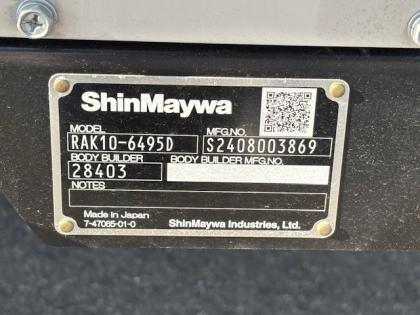 ShinMaywa
MODEL MFG.NO.
RAK10-6495D S2408003869
BODY BUILDER BODY BUILDER MFG.NO.
28403
NOTES
Made in Japan
7-47065-01-0 ShinMaywa Industries, Ltd.